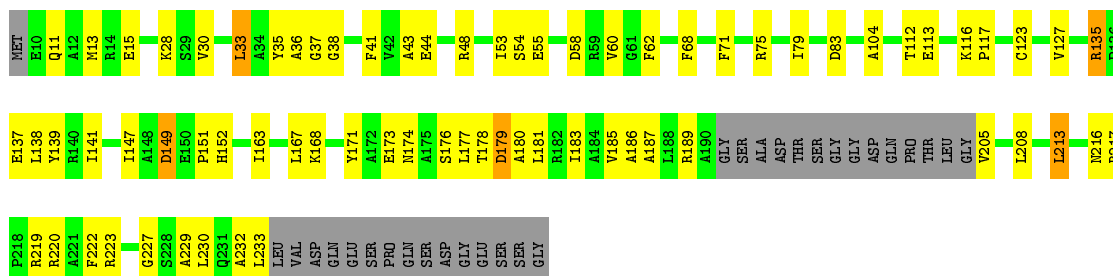 MET E10 Q11 A12 M13 R14 E15 K28 S29 V30 L33 A34 Y35 A36 G37 G38 F41 V42 A43 E44 R48 I53 S54 E55 D58 R59 V60 G61 F62 F68 F71 R75 I79 D83 A104 T112 E113 K116 P117 C123 V127 R135
E137 L138 Y139 R140 I141 I147 A148 D149 E150 P151 H152 I163 L167 K168 Y171 A172 E173 N174 A175 S176 L177 T178 D179 A180 L181 R182 I183 A184 V185 A186 A187 L188 R189 A190 GLY SER ALA ASP THR SER GLY GLY ASP GLN PRO THR LEU GLY V205 L208 L213 N216
P218 R219 R220 A221 F222 R223 G227 S228 A229 L230 Q231 A232 L233 LEU VAL ASP GLN GLU SER PRO GLN SER ASP GLY GLU SER SER GLY